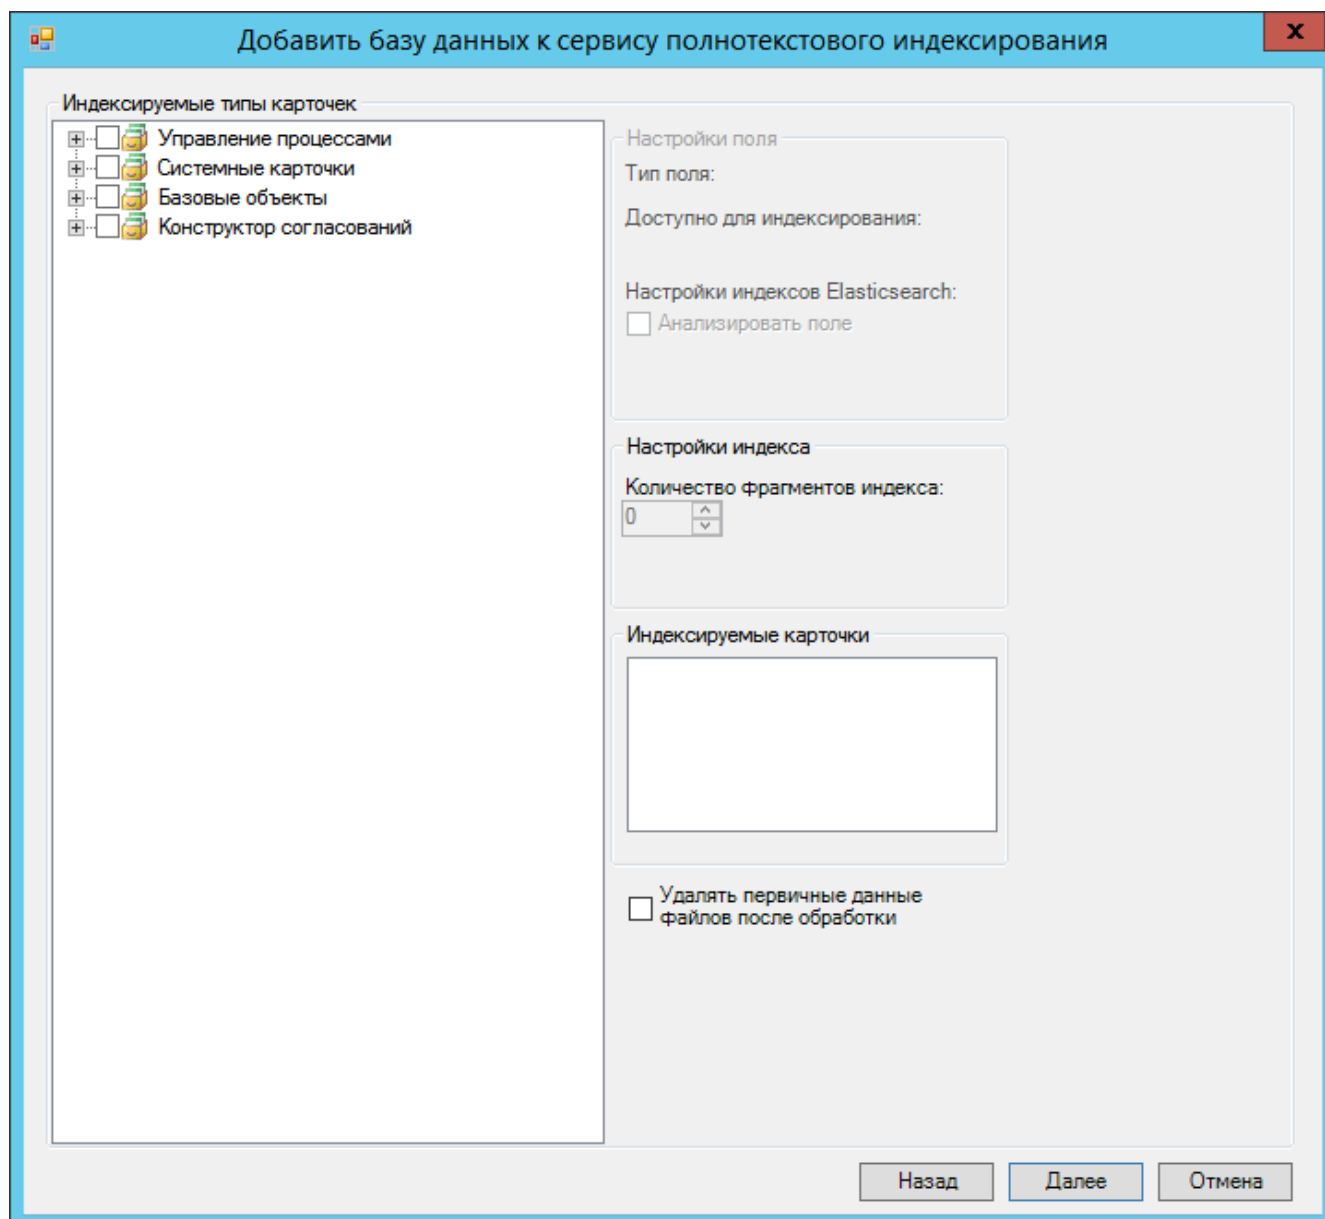 Добавить базу данных к сервису полнотекстового индексирования
x
Индексируемые типы карточек
Управление процессами
Системные карточки
Базовые объекты
Конструктор согласований
Настройки поля
Тип поля:
Доступно для индексирования:
Настройки индексов Elasticsearch:
Анализировать поле
Настройки индекса
Количество фрагментов индекса:
0
Индексируемые карточки
Удалять первичные данные
файлов после обработки
Назад
Далее
Отмена